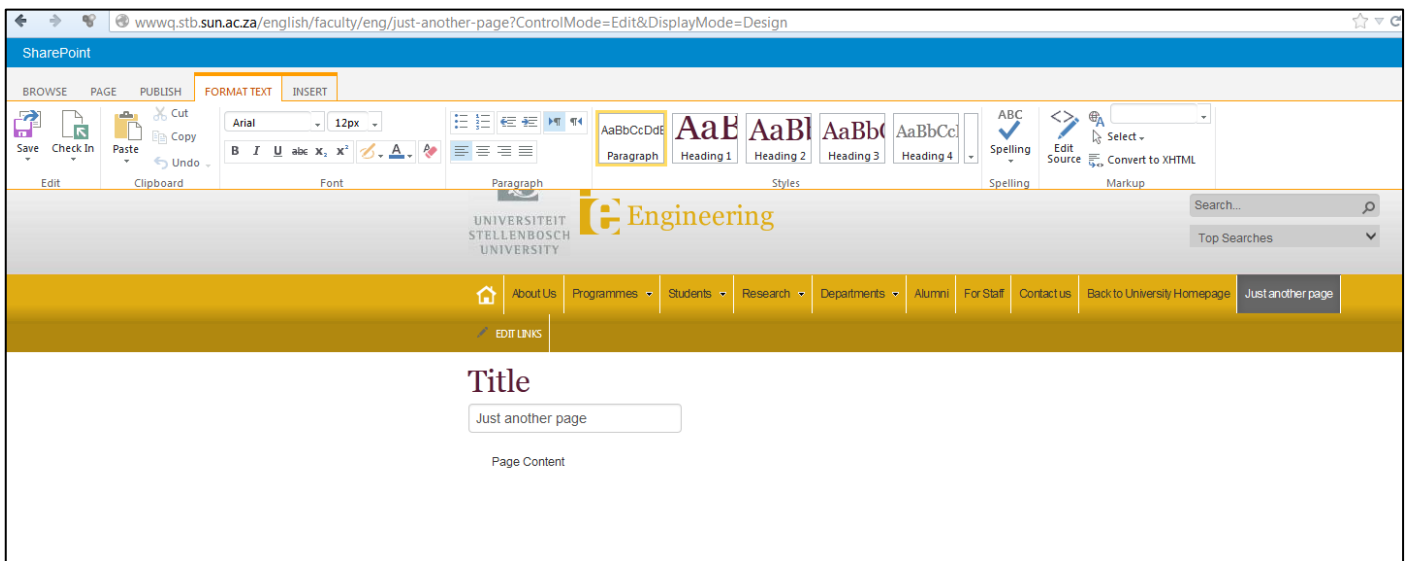 wwwq.stb.sun.ac.za/english/faculty/eng/just-another-page?ControlMode=Edit&DisplayMode=Design
SharePoint
BROWSE PAGE PUBLISH FORMAT TEXT INSERT
Save
Check In
Edit
Paste
Cut
Copy
Undo
Clipboard
Arial 12px
B I U abc X₂ X²
A
Font
Paragraph
AaBbCcDdE
Paragraph
AaB
Heading 1
AaBl
Heading 2
AaBb(
Heading 3
AaBbCcl
Heading 4
Styles
ABC
Spelling
Spelling
Edit
Source
Select
Convert to XHTML
Markup
UNIVERSITEIT
STELLENBOSCH
UNIVERSITY
Engineering
Search...
Top Searches
About Us Programmes Students Research Departments Alumni For Staff Contact us Back to University Homepage Just another page
EDIT LINKS
Title
Just another page
Page Content